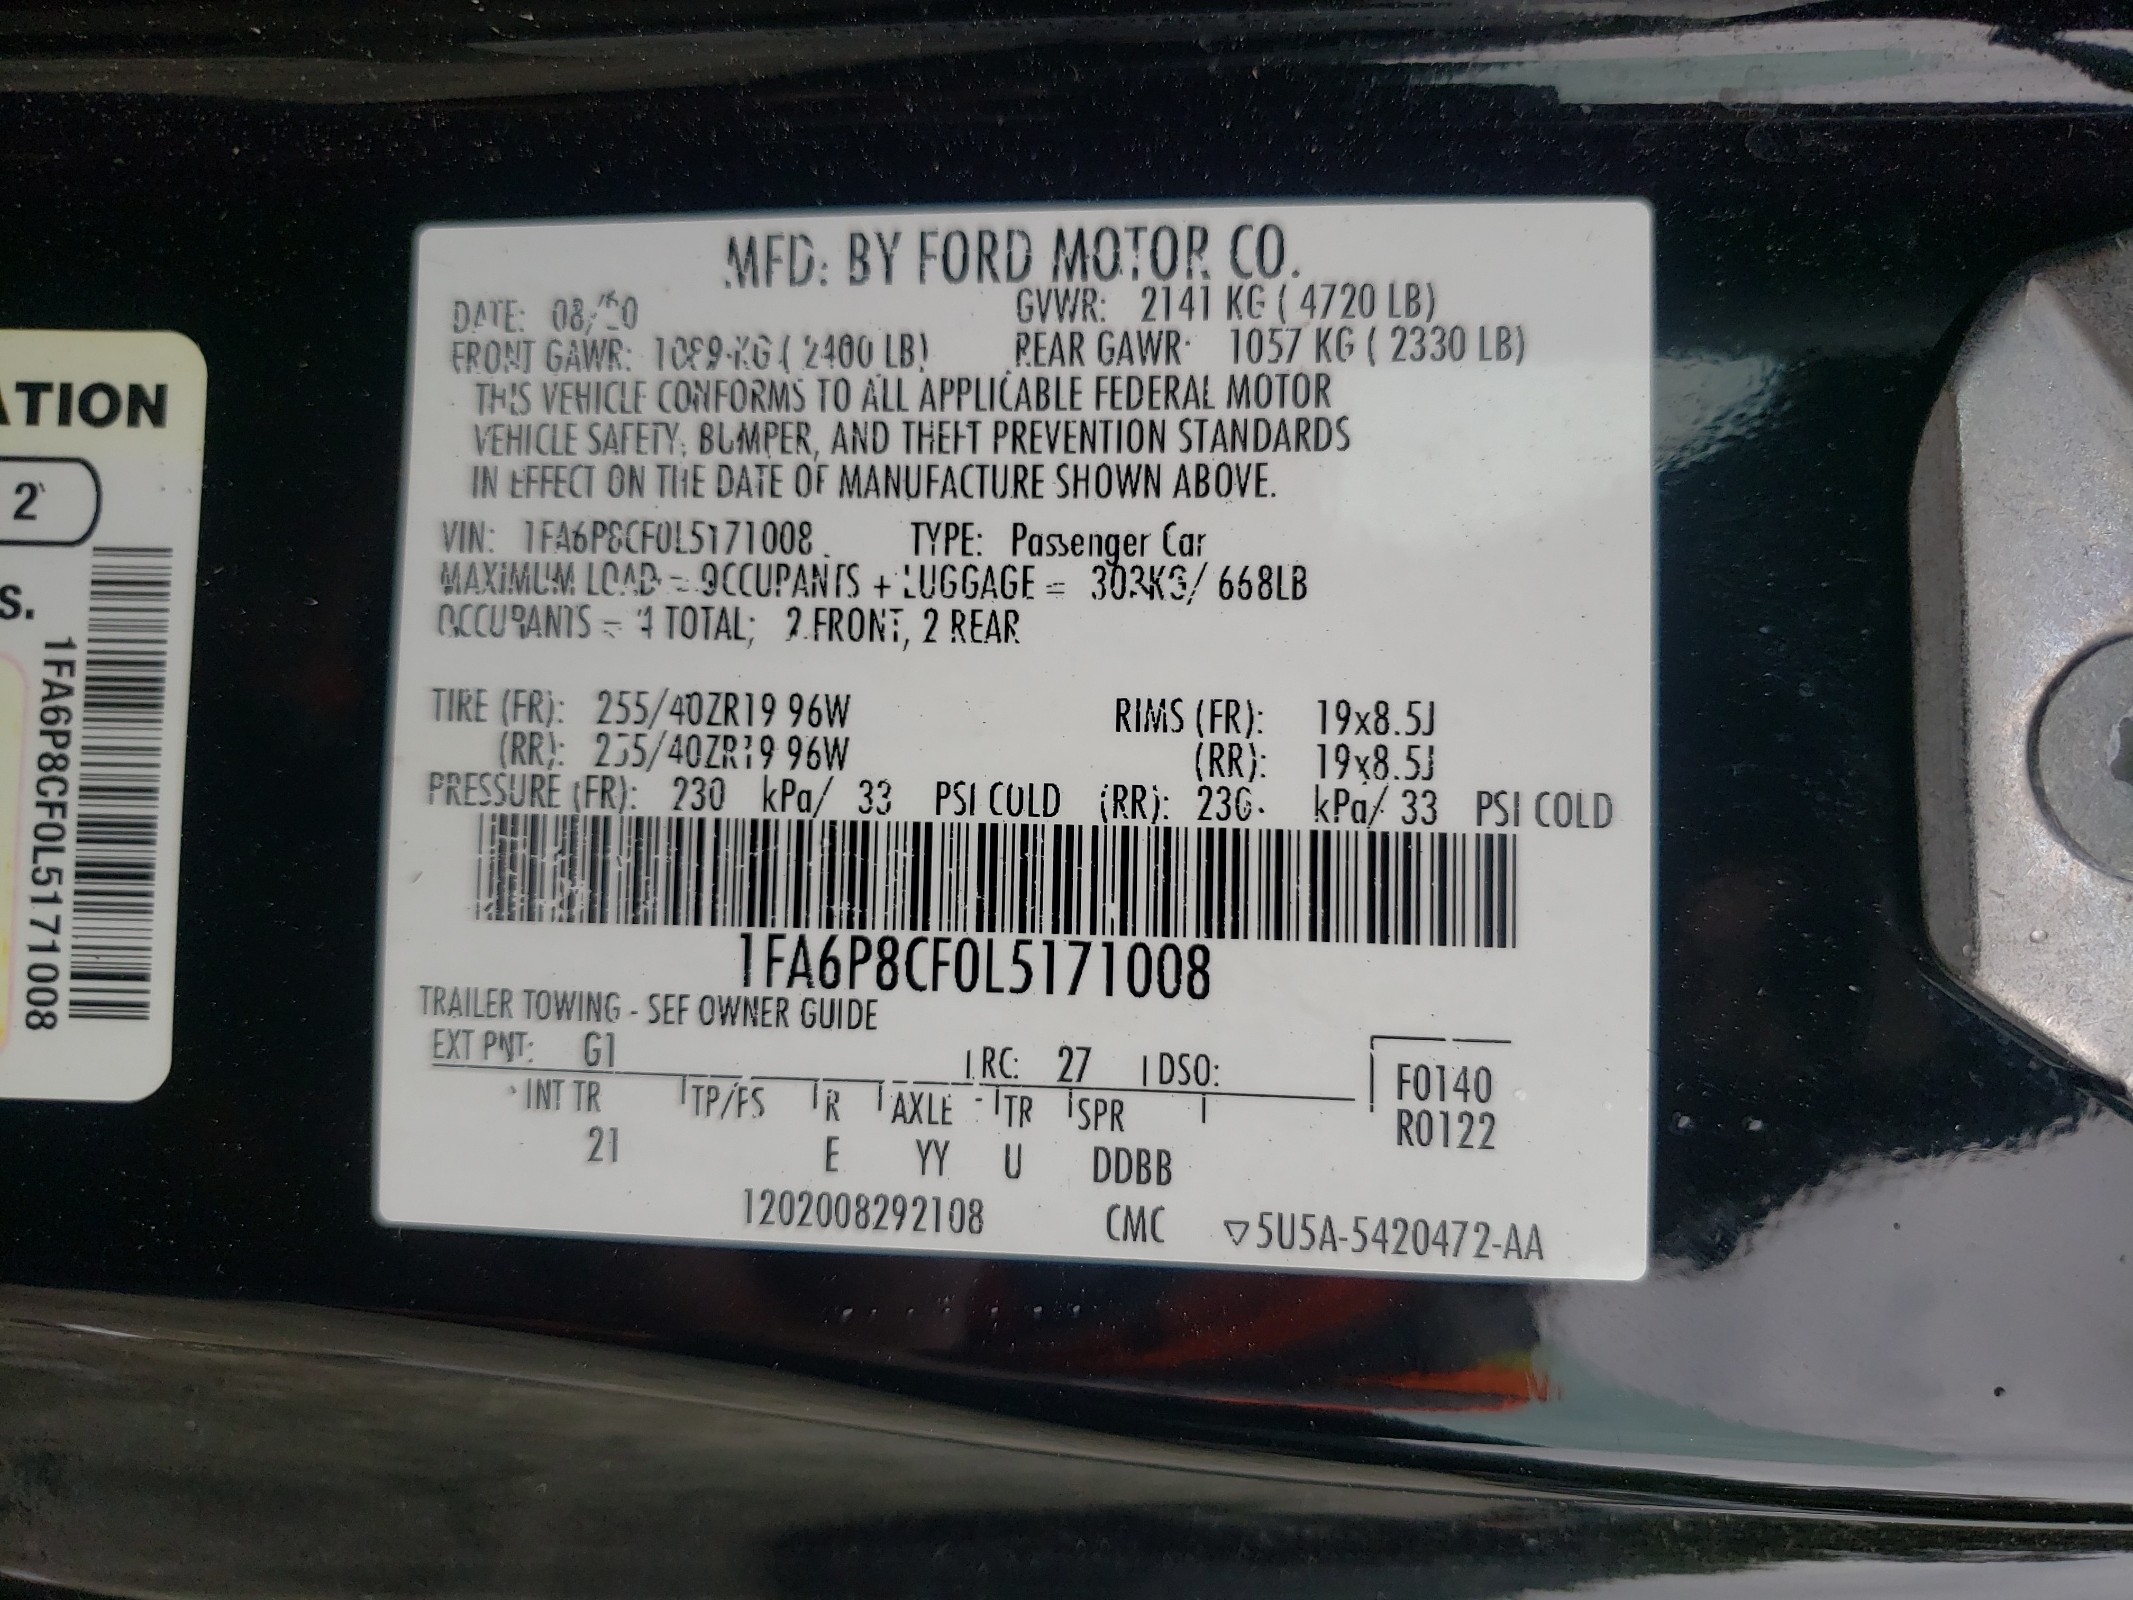 MFD. BY FORD MOTOR CO.
DATE: 08/20 GVWR: 2141 KG ( 4720 LB)
FRONT GAWR: 1089 KG ( 2400 LB) REAR GAWR: 1057 KG ( 2330 LB)
THIS VEHICLE CONFORMS TO ALL APPLICABLE FEDERAL MOTOR
VEHICLE SAFETY, BUMPER, AND THEFT PREVENTION STANDARDS
IN EFFECT ON THE DATE OF MANUFACTURE SHOWN ABOVE.
VIN: 1FA6P8CF0L5171008 TYPE: Passenger Car
MAXIMUM LOAD = OCCUPANTS + LUGGAGE = 303KG/ 668LB
OCCUPANTS = 4 TOTAL; 2 FRONT, 2 REAR
TIRE (FR): 255/40ZR19 96W RIMS (FR): 19x8.5J
(RR): 255/40ZR19 96W (RR): 19x8.5J
PRESSURE (FR): 230 kPa/ 33 PSI COLD (RR): 230 kPa/ 33 PSI COLD
1FA6P8CF0L5171008
TRAILER TOWING - SEE OWNER GUIDE
EXT PNT: G1 RC: 27 DSO: F0140
INT TR TP/FS R AXLE TR SPR R0122
21 E YY U DDBB
1202008292108 CMC ▽5U5A-5420472-AA
ATION
2
S.
1FA6P8CF0L5171008